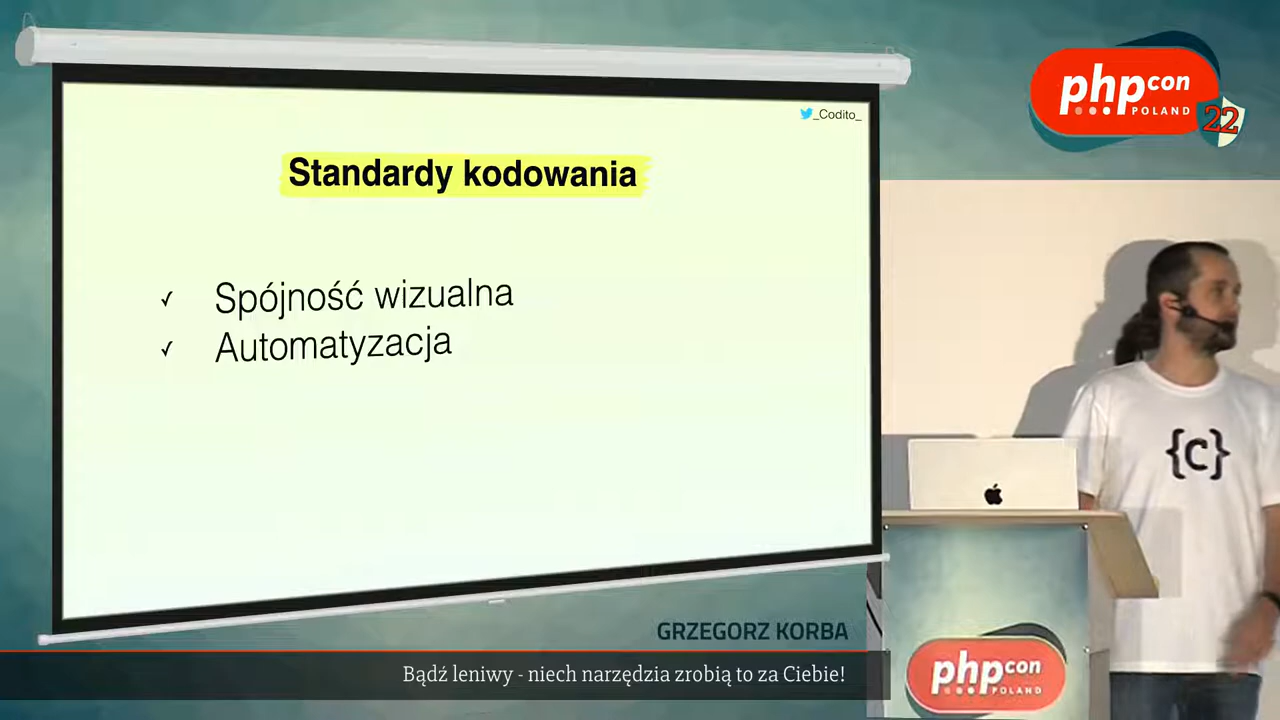 _Codito_
php con
POLAND
22
Standardy kodowania
✓ Spójność wizualna
✓ Automatyzacja
{C}
GRZEGORZ KORBA
Bądź leniwy - niech narzędzia zrobią to za Ciebie!
php con
POLAND